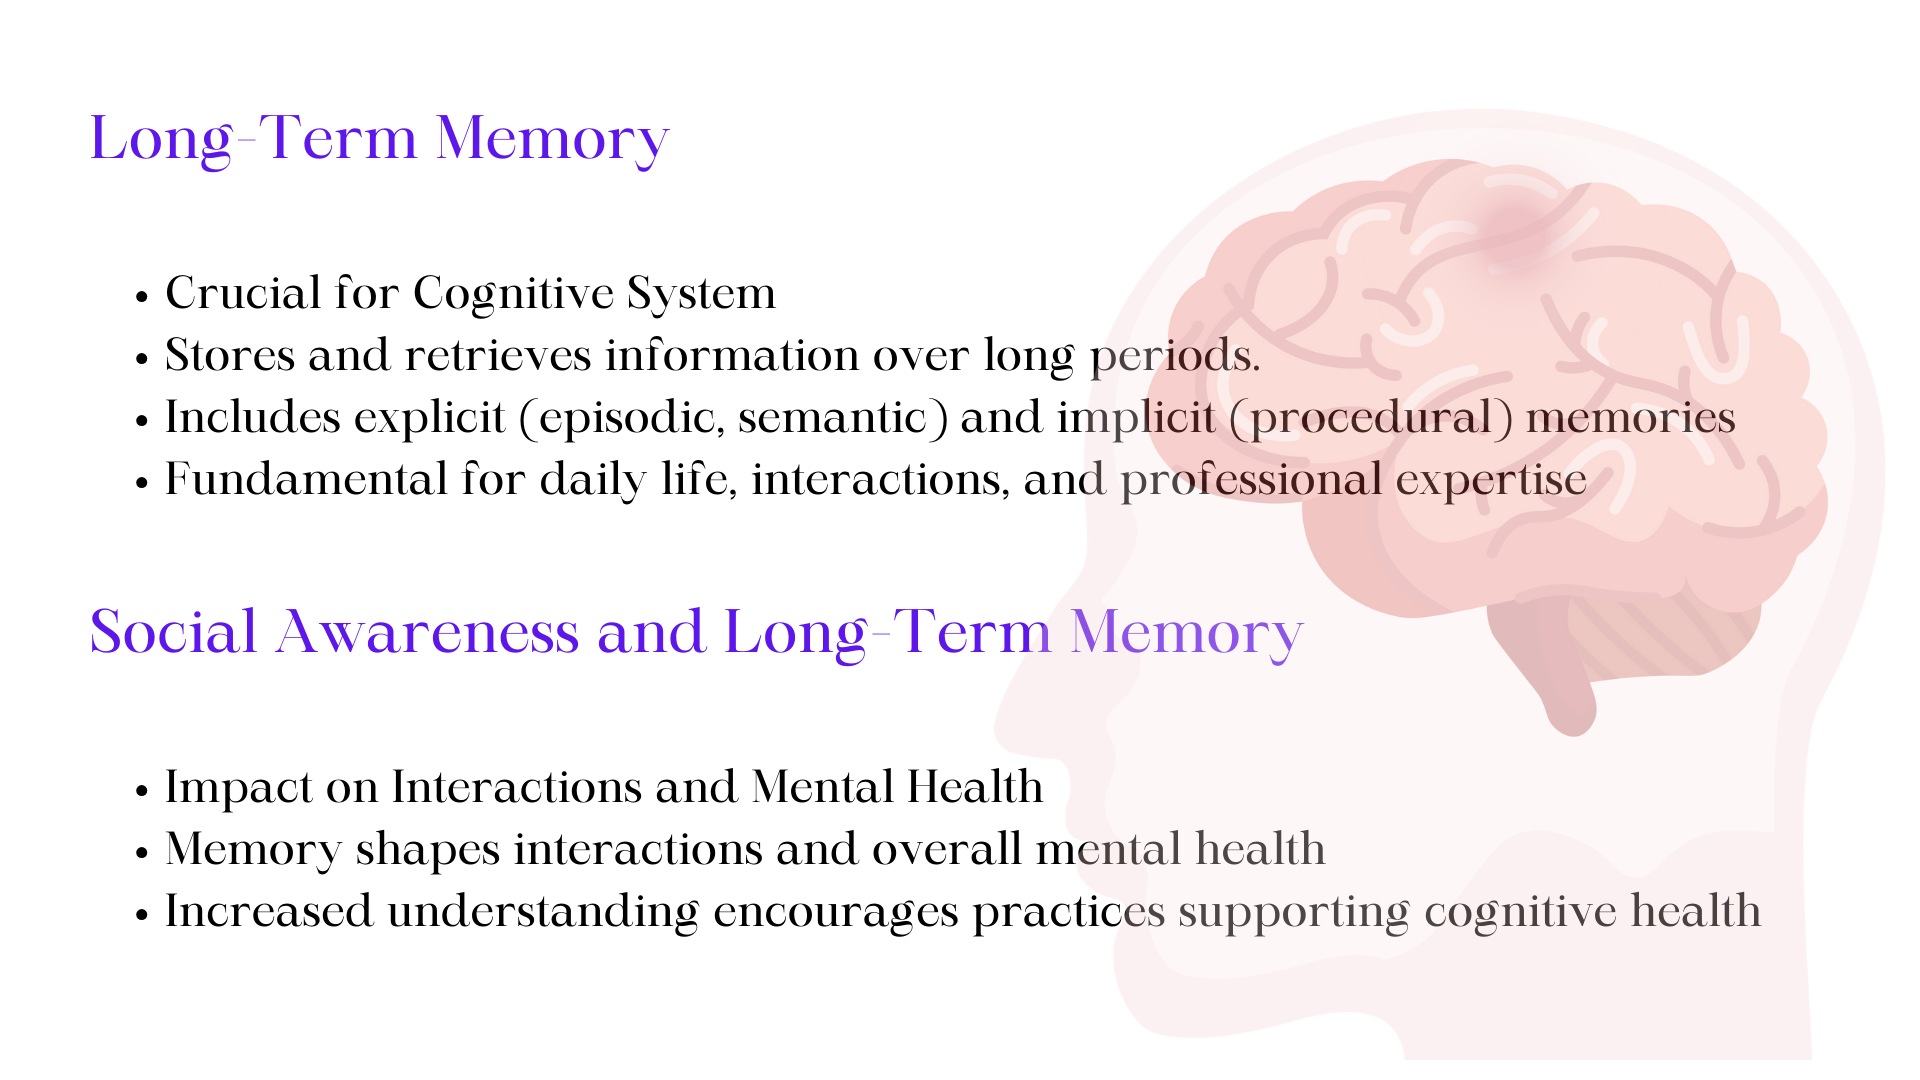 Long-Term Memory
• Crucial for Cognitive System
• Stores and retrieves information over long periods.
• Includes explicit (episodic, semantic) and implicit (procedural) memories
• Fundamental for daily life, interactions, and professional expertise
Social Awareness and Long-Term Memory
• Impact on Interactions and Mental Health
• Memory shapes interactions and overall mental health
• Increased understanding encourages practices supporting cognitive health